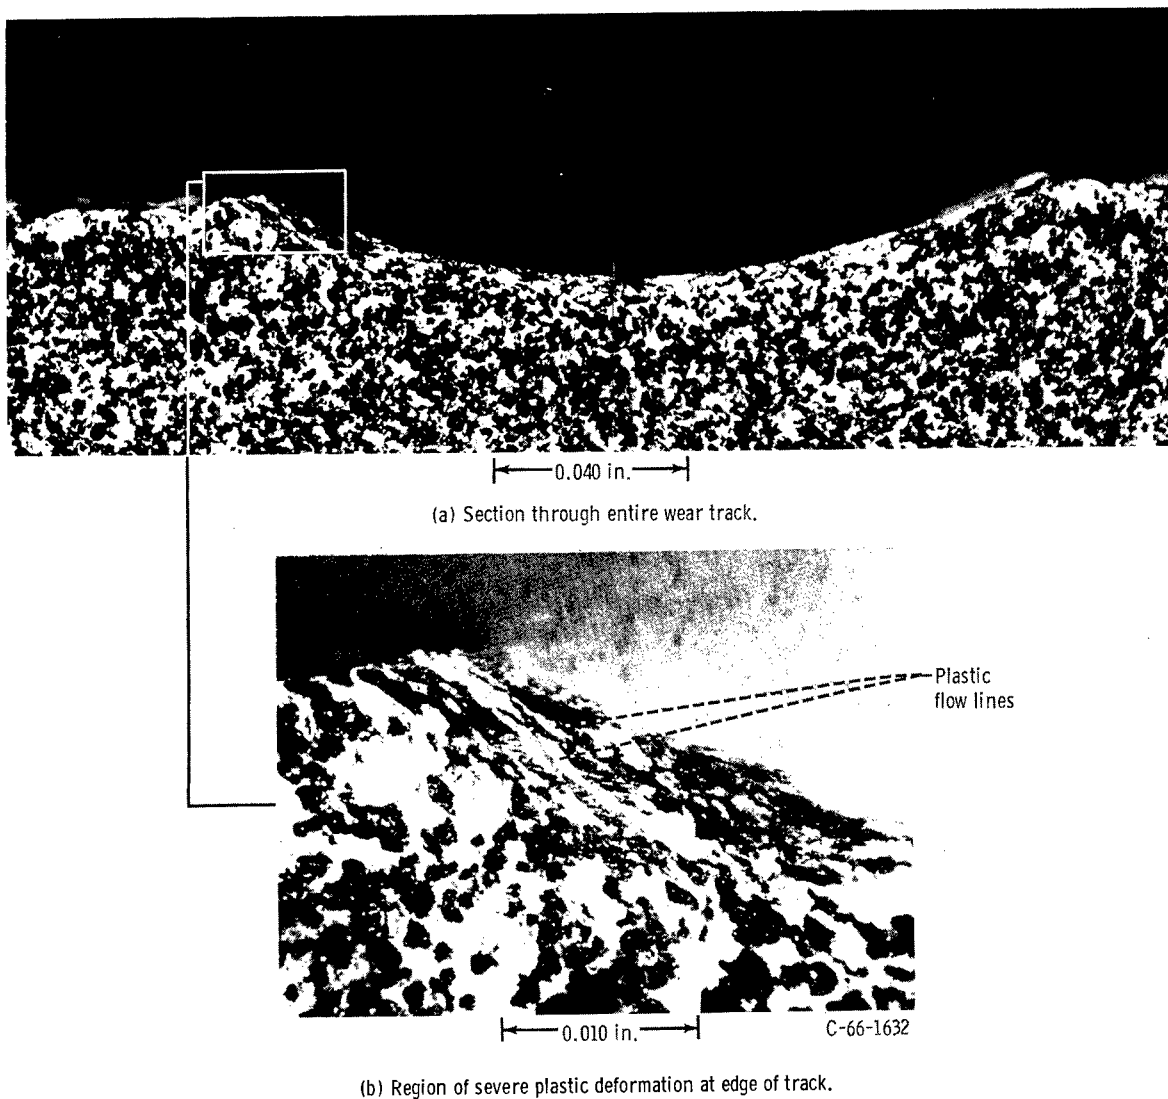 0.040 in.
(a) Section through entire wear track.
Plastic
flow lines
0.010 in.
C-66-1632
(b) Region of severe plastic deformation at edge of track.